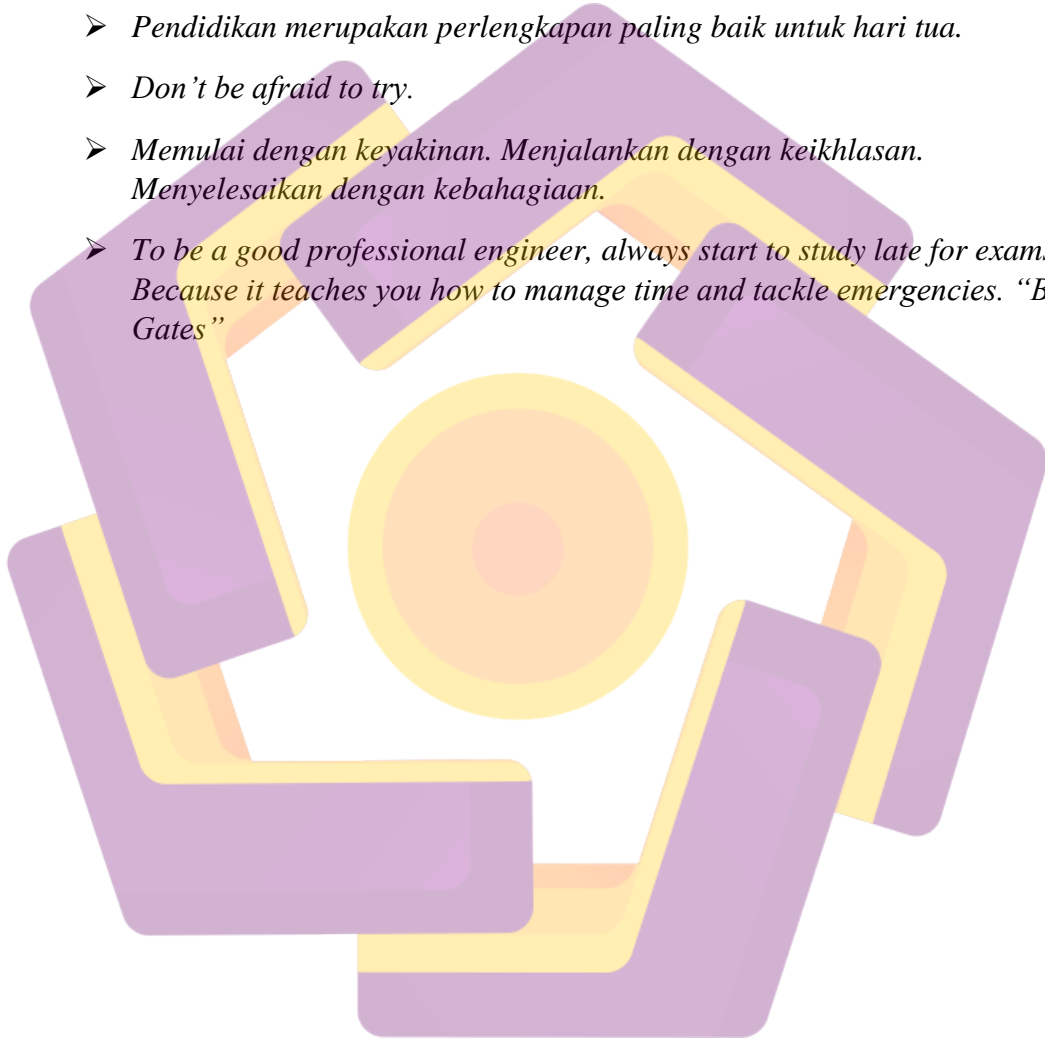 ➢ Pendidikan merupakan perlengkapan paling baik untuk hari tua.
➢ Don’t be afraid to try.
➢ Memulai dengan keyakinan. Menjalankan dengan keikhlasan.
Menyelesaikan dengan kebahagiaan.
➢ To be a good professional engineer, always start to study late for exam
Because it teaches you how to manage time and tackle emergencies. “B
Gates”